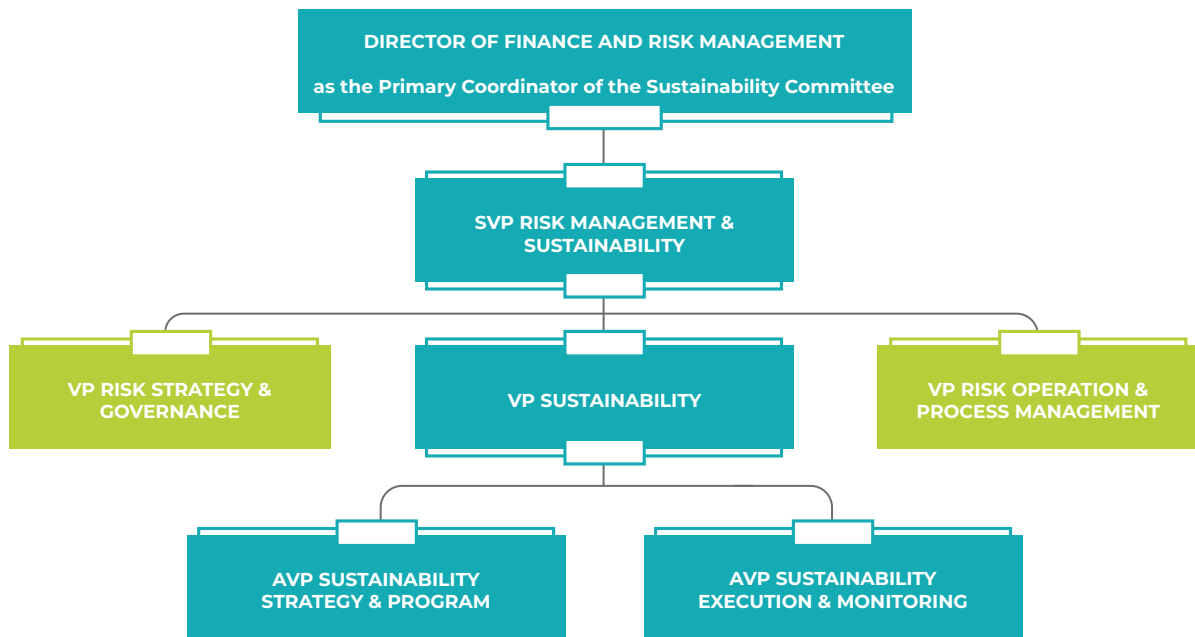 DIRECTOR OF FINANCE AND RISK MANAGEMENT
as the Primary Coordinator of the Sustainability Committee
SVP RISK MANAGEMENT &
SUSTAINABILITY
VP RISK STRATEGY &
GOVERNANCE
VP SUSTAINABILITY
VP RISK OPERATION &
PROCESS MANAGEMENT
AVP SUSTAINABILITY
STRATEGY & PROGRAM
AVP SUSTAINABILITY
EXECUTION & MONITORING